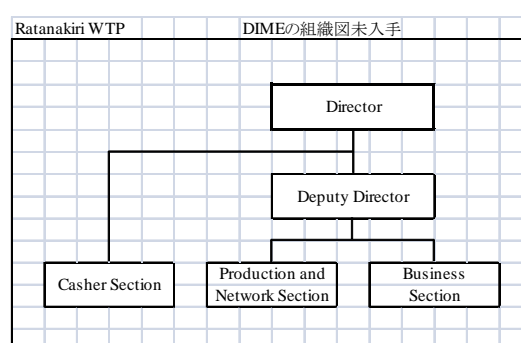 Ratanakiri WTP DIMEの組織図未入手
Director
Deputy Director
Casher Section
Production and
Network Section
Business
Section